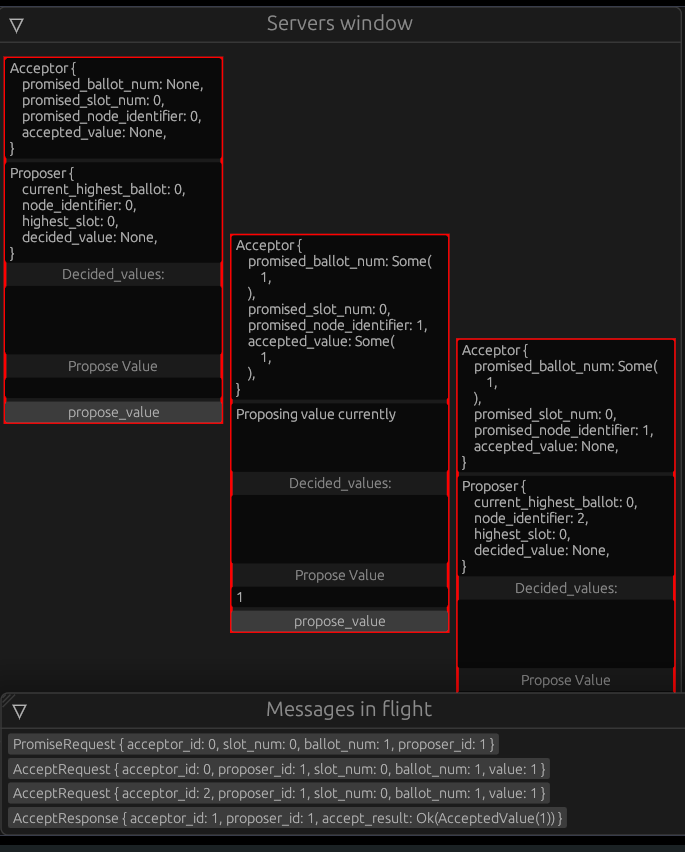 Servers window
Acceptor {
promised_ballot_num: None,
promised_slot_num: 0,
promised_node_identifier: 0,
accepted_value: None,
}
Proposer {
current_highest_ballot: 0,
node_identifier: 0,
highest_slot: 0,
decided_value: None,
}
Decided_values:
Propose Value
propose_value
Acceptor {
promised_ballot_num: Some(
1,
),
promised_slot_num: 0,
promised_node_identifier: 1,
accepted_value: Some(
1,
),
}
Proposing value currently
Decided_values:
Propose Value
1
propose_value
Acceptor {
promised_ballot_num: Some(
1,
),
promised_slot_num: 0,
promised_node_identifier: 1,
accepted_value: None,
}
Proposer {
current_highest_ballot: 0,
node_identifier: 2,
highest_slot: 0,
decided_value: None,
}
Decided_values:
Propose Value
Messages in flight
PromiseRequest { acceptor_id: 0, slot_num: 0, ballot_num: 1, proposer_id: 1 }
AcceptRequest { acceptor_id: 0, proposer_id: 1, slot_num: 0, ballot_num: 1, value: 1 }
AcceptRequest { acceptor_id: 2, proposer_id: 1, slot_num: 0, ballot_num: 1, value: 1 }
AcceptResponse { acceptor_id: 1, proposer_id: 1, accept_result: Ok(AcceptedValue(1)) }